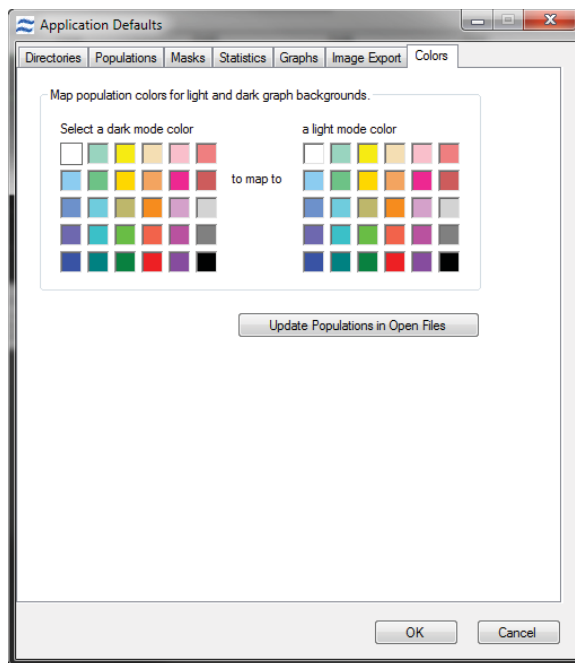 Application Defaults
Directories Populations Masks Statistics Graphs Image Export Colors
Map population colors for light and dark graph backgrounds.
Select a dark mode color a light mode color
to map to
Update Populations in Open Files
OK Cancel